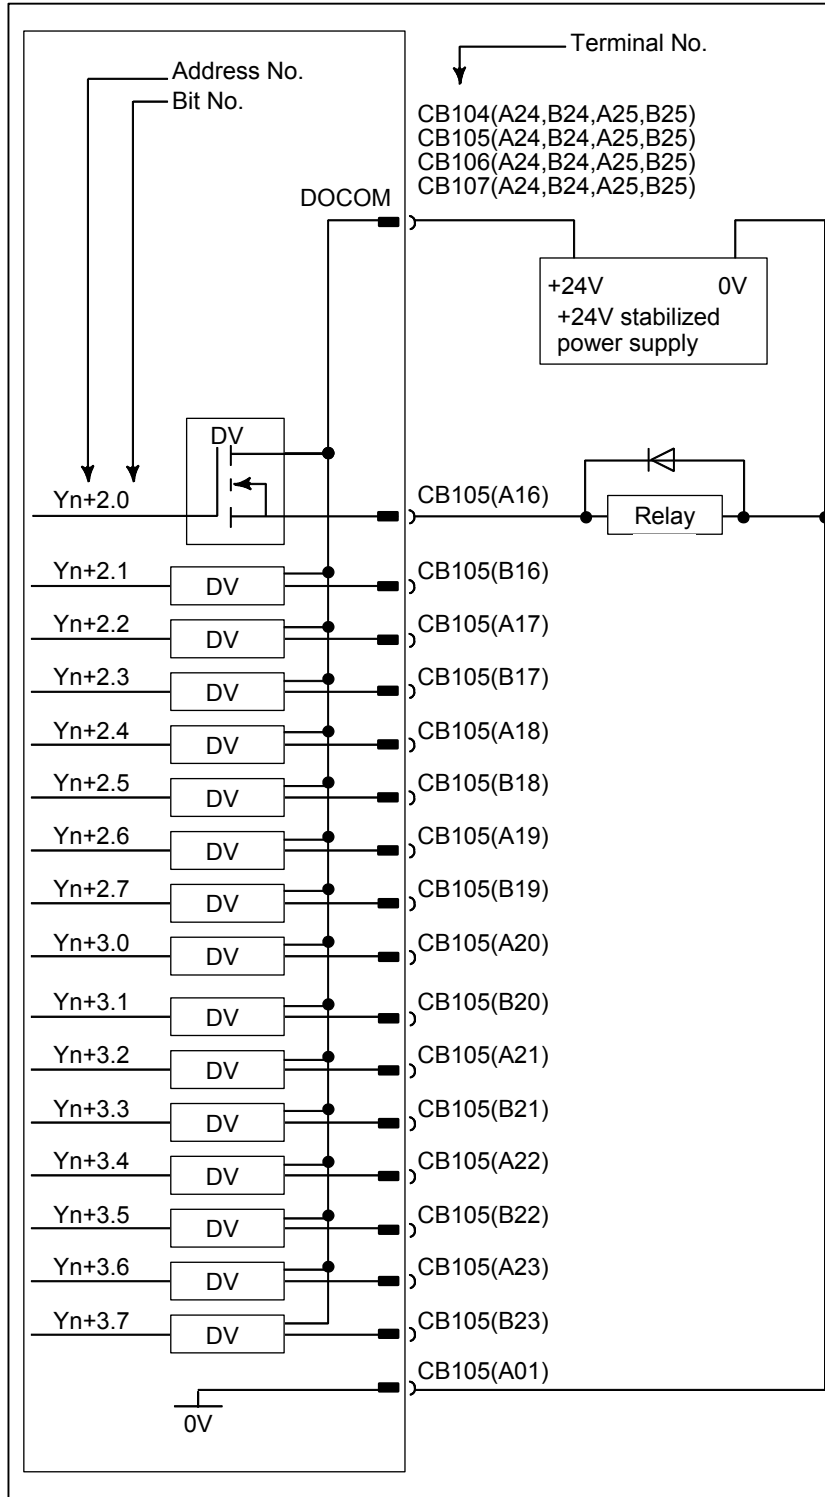 Terminal No.
Address No.
Bit No.
CB104(A24,B24,A25,B25)
CB105(A24,B24,A25,B25)
CB106(A24,B24,A25,B25)
CB107(A24,B24,A25,B25)
DOCOM
+24V 0V
+24V stabilized
power supply
DV
Yn+2.0 CB105(A16) Relay
Yn+2.1 DV CB105(B16)
Yn+2.2 DV CB105(A17)
Yn+2.3 DV CB105(B17)
Yn+2.4 DV CB105(A18)
Yn+2.5 DV CB105(B18)
Yn+2.6 DV CB105(A19)
Yn+2.7 DV CB105(B19)
Yn+3.0 DV CB105(A20)
Yn+3.1 DV CB105(B20)
Yn+3.2 DV CB105(A21)
Yn+3.3 DV CB105(B21)
Yn+3.4 DV CB105(A22)
Yn+3.5 DV CB105(B22)
Yn+3.6 DV CB105(A23)
Yn+3.7 DV CB105(B23)
CB105(A01)
0V